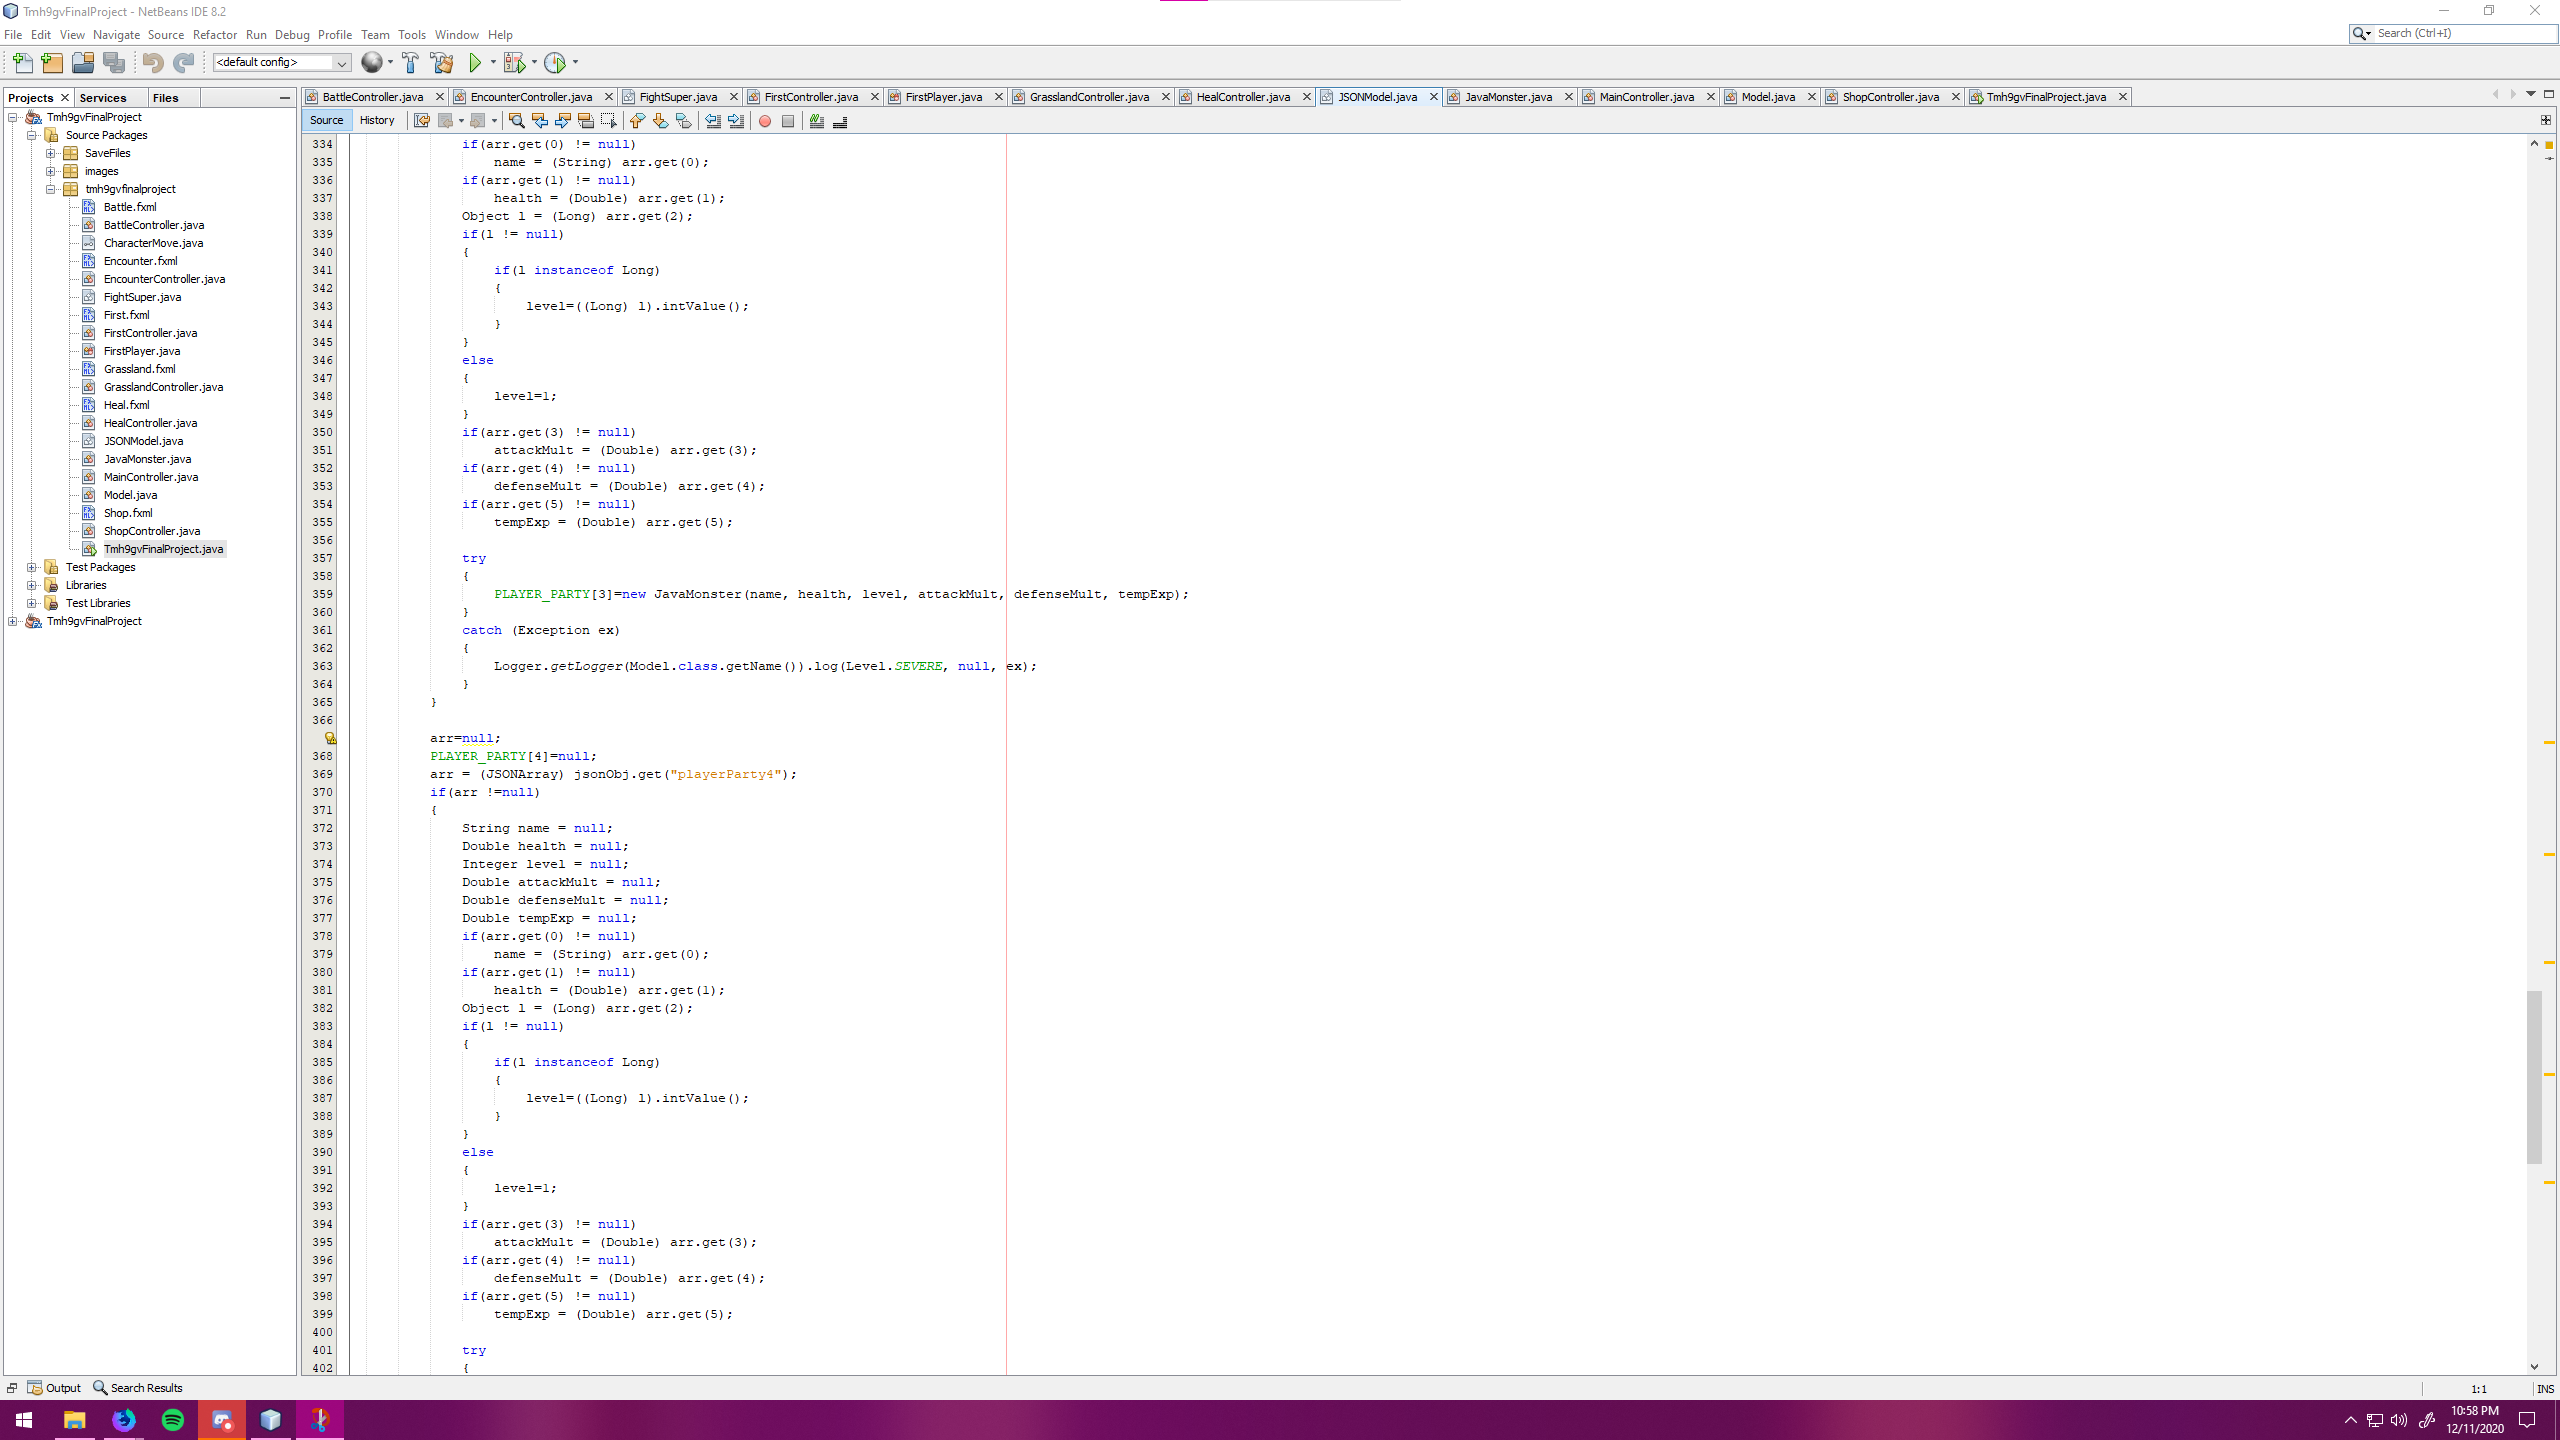 Tmh9gvFinalProject - NetBeans IDE 8.2
File Edit View Navigate Source Refactor Run Debug Profile Team Tools Window Help
Search (Ctrl+I)
<default config>
Projects Services Files
BattleController.java EncounterController.java FightSuper.java FirstController.java FirstPlayer.java GrasslandController.java HealController.java JSONModel.java JavaMonster.java MainController.java Model.java ShopController.java Tmh9gvFinalProject.java
Source History
Tmh9gvFinalProject
Source Packages
SaveFiles
images
tmh9gvfinalproject
Battle.fxml
BattleController.java
CharacterMove.java
Encounter.fxml
EncounterController.java
FightSuper.java
First.fxml
FirstController.java
FirstPlayer.java
Grassland.fxml
GrasslandController.java
Heal.fxml
HealController.java
JSONModel.java
JavaMonster.java
MainController.java
Model.java
Shop.fxml
ShopController.java
Tmh9gvFinalProject.java
Test Packages
Libraries
Test Libraries
Tmh9gvFinalProject
334 if(arr.get(0) != null)
335 name = (String) arr.get(0);
336 if(arr.get(1) != null)
337 health = (Double) arr.get(1);
338 Object l = (Long) arr.get(2);
339 if(l != null)
340 {
341 if(l instanceof Long)
342 {
343 level=((Long) l).intValue();
344 }
345 }
346 else
347 {
348 level=1;
349 }
350 if(arr.get(3) != null)
351 attackMult = (Double) arr.get(3);
352 if(arr.get(4) != null)
353 defenseMult = (Double) arr.get(4);
354 if(arr.get(5) != null)
355 tempExp = (Double) arr.get(5);
356
357 try
358 {
359 PLAYER_PARTY[3]=new JavaMonster(name, health, level, attackMult, defenseMult, tempExp);
360 }
361 catch (Exception ex)
362 {
363 Logger.getLogger(Model.class.getName()).log(Level.SEVERE, null, ex);
364 }
365 }
366
arr=null;
368 PLAYER_PARTY[4]=null;
369 arr = (JSONArray) jsonObj.get("playerParty4");
370 if(arr !=null)
371 {
372 String name = null;
373 Double health = null;
374 Integer level = null;
375 Double attackMult = null;
376 Double defenseMult = null;
377 Double tempExp = null;
378 if(arr.get(0) != null)
379 name = (String) arr.get(0);
380 if(arr.get(1) != null)
381 health = (Double) arr.get(1);
382 Object l = (Long) arr.get(2);
383 if(l != null)
384 {
385 if(l instanceof Long)
386 {
387 level=((Long) l).intValue();
388 }
389 }
390 else
391 {
392 level=1;
393 }
394 if(arr.get(3) != null)
395 attackMult = (Double) arr.get(3);
396 if(arr.get(4) != null)
397 defenseMult = (Double) arr.get(4);
398 if(arr.get(5) != null)
399 tempExp = (Double) arr.get(5);
400
401 try
402 {
Output Search Results
1:1 INS
10:58 PM
12/11/2020